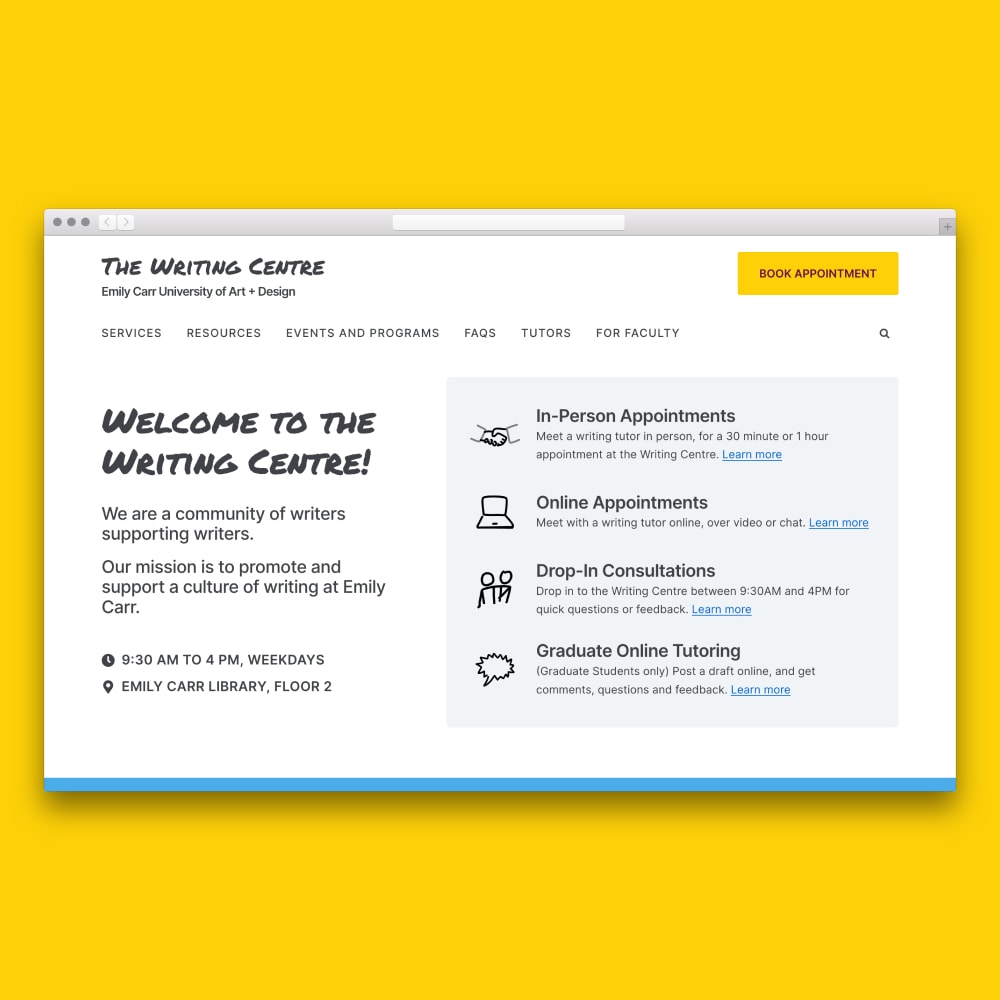 The Writing Centre
Emily Carr University of Art + Design
BOOK APPOINTMENT
SERVICES RESOURCES EVENTS AND PROGRAMS FAQS TUTORS FOR FACULTY
Welcome to the
Writing Centre!
We are a community of writers
supporting writers.
Our mission is to promote and
support a culture of writing at Emily
Carr.
9:30 AM TO 4 PM, WEEKDAYS
EMILY CARR LIBRARY, FLOOR 2
In-Person Appointments
Meet a writing tutor in person, for a 30 minute or 1 hour
appointment at the Writing Centre. Learn more
Online Appointments
Meet with a writing tutor online, over video or chat. Learn more
Drop-In Consultations
Drop in to the Writing Centre between 9:30AM and 4PM for
quick questions or feedback. Learn more
Graduate Online Tutoring
(Graduate Students only) Post a draft online, and get
comments, questions and feedback. Learn more